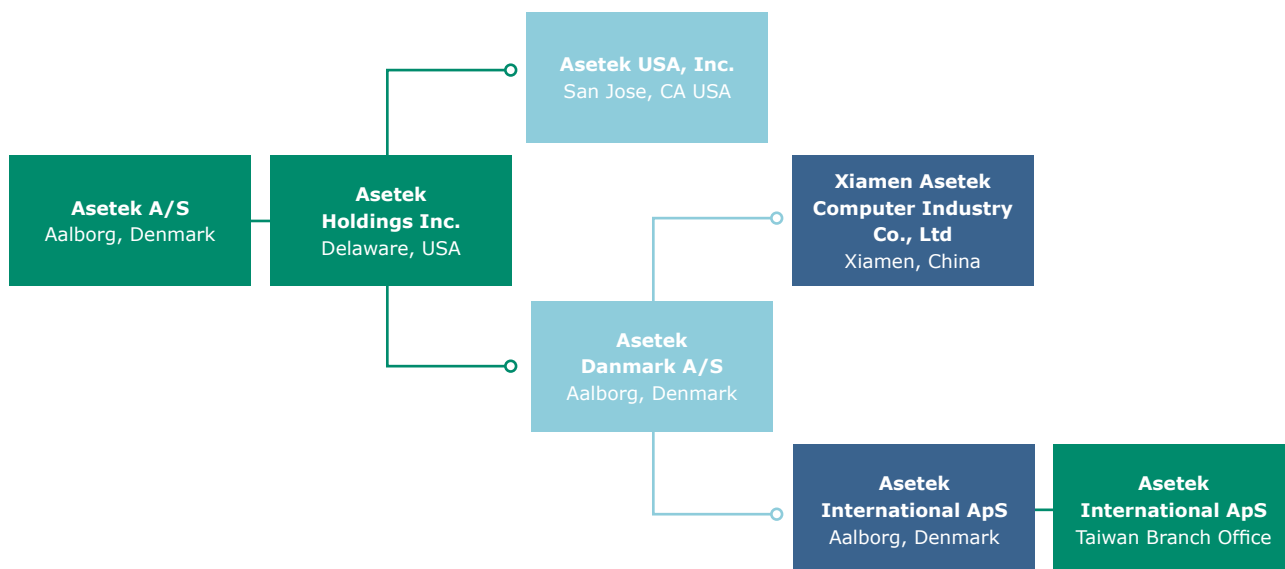 Asetek USA, Inc.
San Jose, CA USA
Asetek A/S
Aalborg, Denmark
Asetek
Holdings Inc.
Delaware, USA
Xiamen Asetek
Computer Industry
Co., Ltd
Xiamen, China
Asetek
Danmark A/S
Aalborg, Denmark
Asetek
International ApS
Aalborg, Denmark
Asetek
International ApS
Taiwan Branch Office